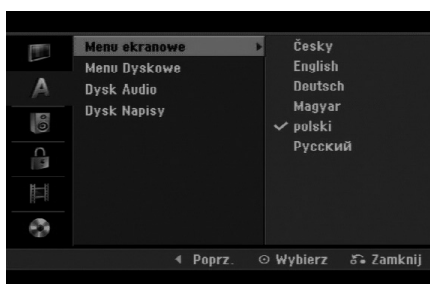 Menu ekranowe
Menu Dyskowe
Dysk Audio
Dysk Napisy
Česky
English
Deutsch
Magyar
polski
Русский
A
Poprz.
Wybierz
Zamknij